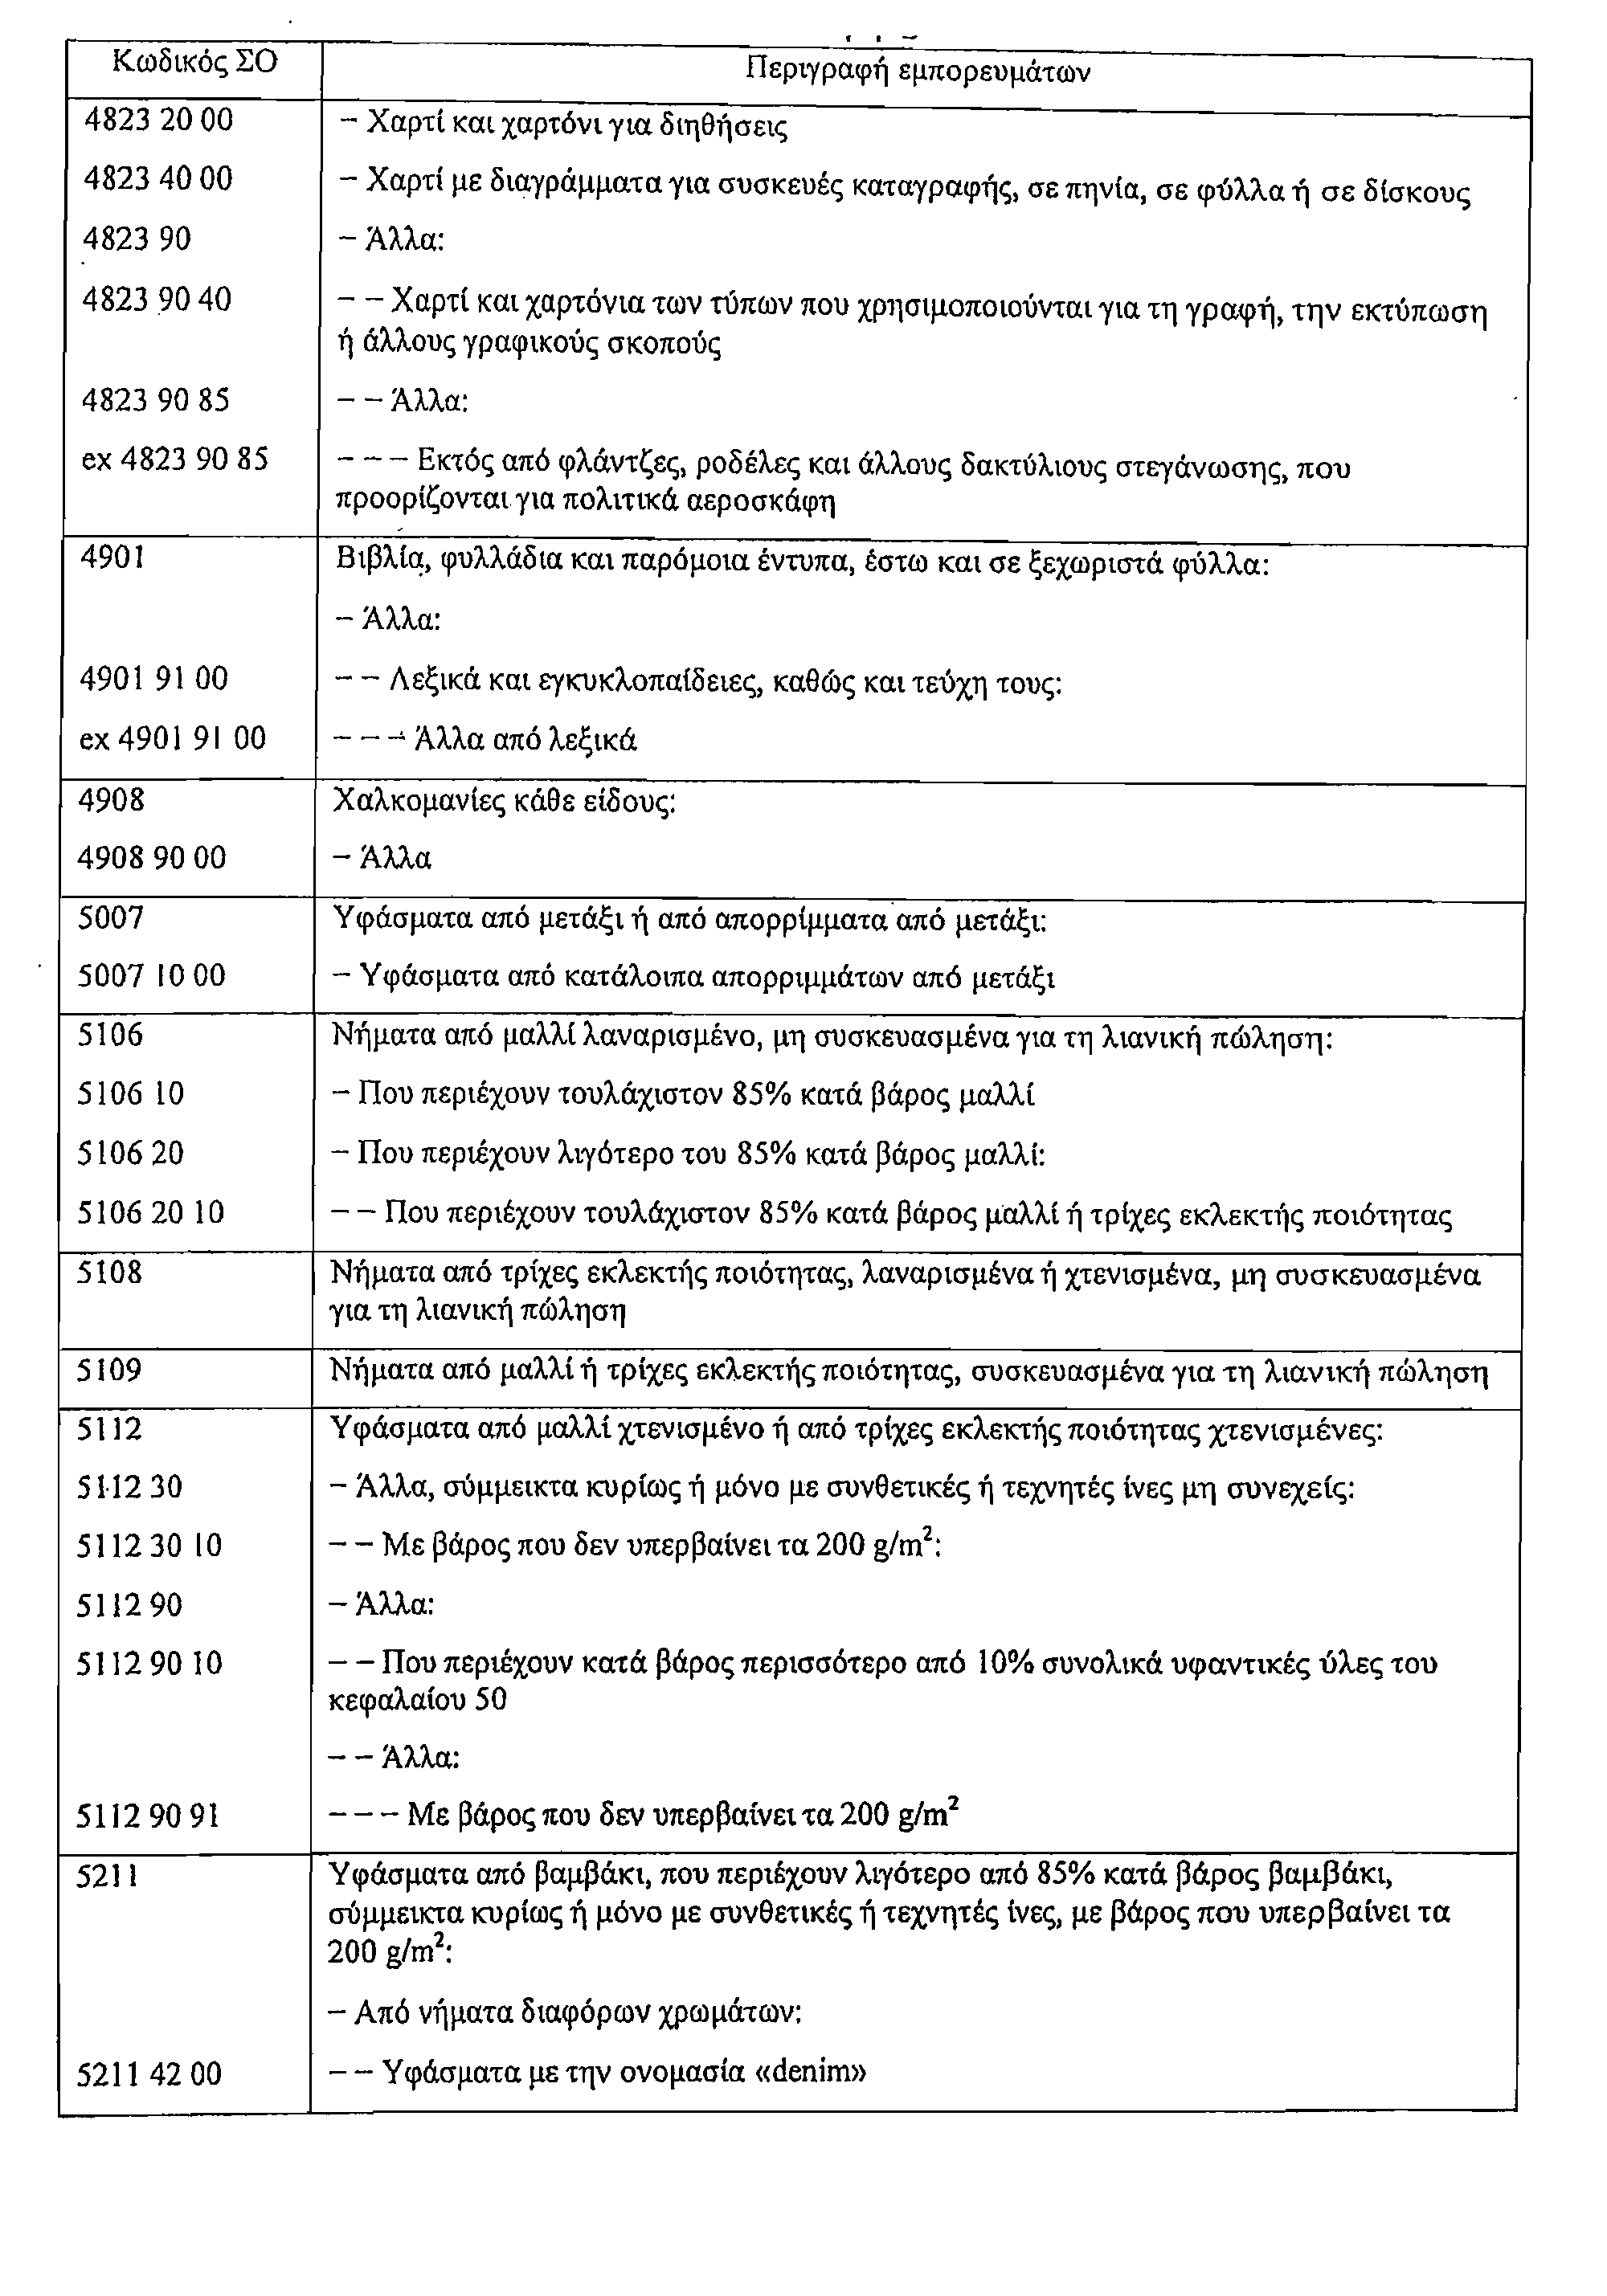 Κωδικός ΣΟ Περιγραφή εμπορευμάτων
4823 20 00 – Χαρτί και χαρτόνι για διηθήσεις
4823 40 00 – Χαρτί με διαγράμματα για συσκευές καταγραφής, σε πηνία, σε φύλλα ή σε δίσκους
4823 90 – Άλλα:
4823 90 40 – – Χαρτί και χαρτόνια των τύπων που χρησιμοποιούνται για τη γραφή, την εκτύπωση
ή άλλους γραφικούς σκοπούς
4823 90 85 – – Άλλα:
ex 4823 90 85 – – – Εκτός από φλάντζες, ροδέλες και άλλους δακτύλιους στεγάνωσης, που
προορίζονται για πολιτικά αεροσκάφη
4901 Βιβλία, φυλλάδια και παρόμοια έντυπα, έστω και σε ξεχωριστά φύλλα:
– Άλλα:
4901 91 00 – – Λεξικά και εγκυκλοπαίδειες, καθώς και τεύχη τους:
ex 4901 91 00 – – – Άλλα από λεξικά
4908 Χαλκομανίες κάθε είδους:
4908 90 00 – Άλλα
5007 Υφάσματα από μετάξι ή από απορρίμματα από μετάξι:
5007 10 00 – Υφάσματα από κατάλοιπα απορριμμάτων από μετάξι
5106 Νήματα από μαλλί λαναρισμένο, μη συσκευασμένα για τη λιανική πώληση:
5106 10 – Που περιέχουν τουλάχιστον 85% κατά βάρος μαλλί
5106 20 – Που περιέχουν λιγότερο του 85% κατά βάρος μαλλί:
5106 20 10 – – Που περιέχουν τουλάχιστον 85% κατά βάρος μαλλί ή τρίχες εκλεκτής ποιότητας
5108 Νήματα από τρίχες εκλεκτής ποιότητας, λαναρισμένα ή χτενισμένα, μη συσκευασμένα
για τη λιανική πώληση
5109 Νήματα από μαλλί ή τρίχες εκλεκτής ποιότητας, συσκευασμένα για τη λιανική πώληση
5112 Υφάσματα από μαλλί χτενισμένο ή από τρίχες εκλεκτής ποιότητας χτενισμένες:
5112 30 – Άλλα, σύμμεικτα κυρίως ή μόνο με συνθετικές ή τεχνητές ίνες μη συνεχείς:
5112 30 10 – – Με βάρος που δεν υπερβαίνει τα 200 g/m²:
5112 90 – Άλλα:
5112 90 10 – – Που περιέχουν κατά βάρος περισσότερο από 10% συνολικά υφαντικές ύλες του
κεφαλαίου 50
– – Άλλα:
5112 90 91 – – – Με βάρος που δεν υπερβαίνει τα 200 g/m²
5211 Υφάσματα από βαμβάκι, που περιέχουν λιγότερο από 85% κατά βάρος βαμβάκι,
σύμμεικτα κυρίως ή μόνο με συνθετικές ή τεχνητές ίνες, με βάρος που υπερβαίνει τα
200 g/m²:
– Από νήματα διαφόρων χρωμάτων:
5211 42 00 – – Υφάσματα με την ονομασία «denim»